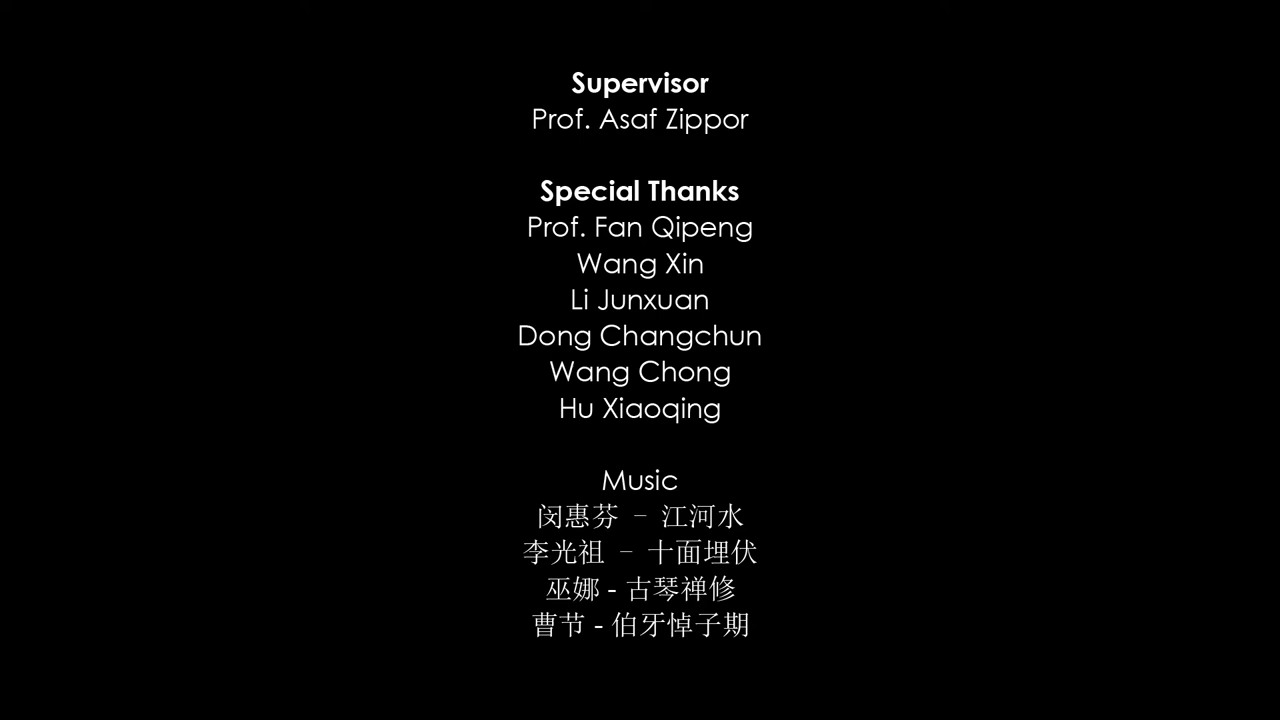 Supervisor
Prof. Asaf Zippor
Special Thanks
Prof. Fan Qipeng
Wang Xin
Li Junxuan
Dong Changchun
Wang Chong
Hu Xiaoqing
Music
闵惠芬 – 江河水
李光祖 – 十面埋伏
巫娜 - 古琴禅修
曹节 - 伯牙悼子期